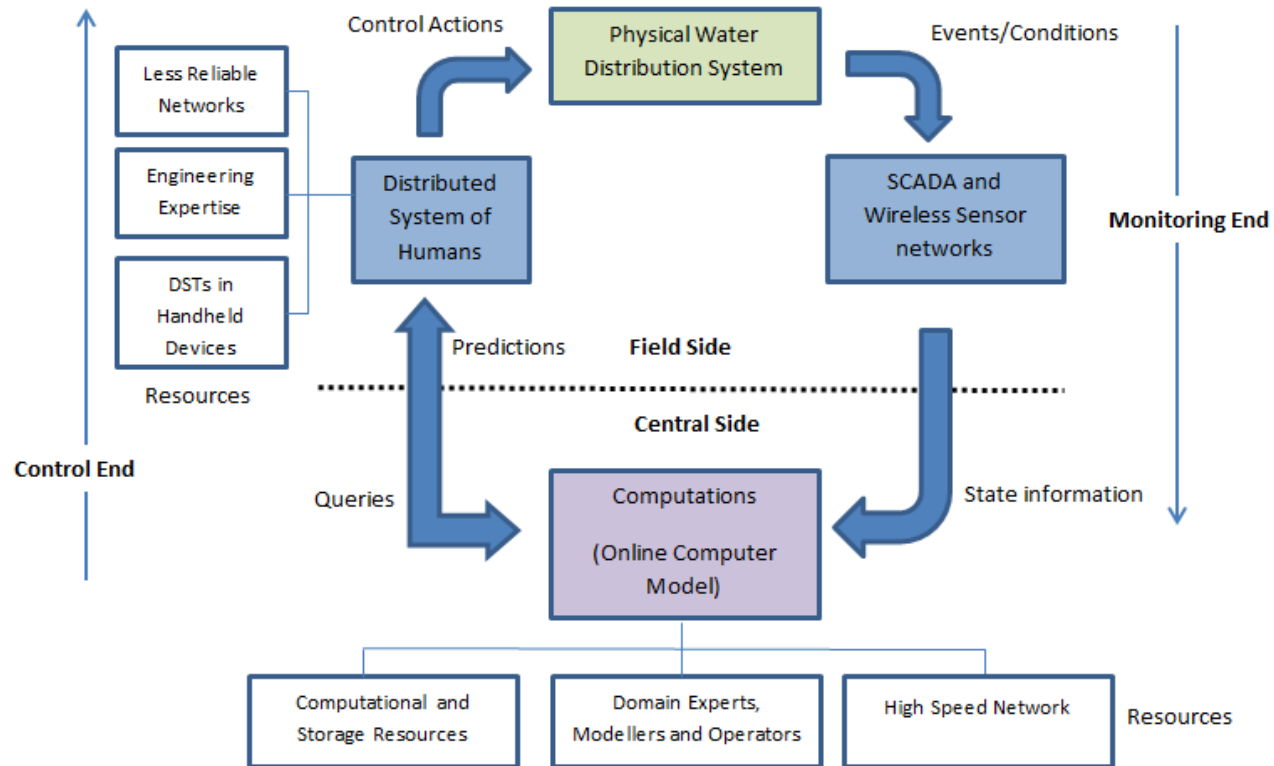 Control Actions
Physical Water
Distribution System
Events/Conditions
Less Reliable
Networks
Engineering
Expertise
DSTs in
Handheld
Devices
Resources
Distributed
System of
Humans
SCADA and
Wireless Sensor
networks
Monitoring End
Predictions
Field Side
Central Side
Control End
Queries
Computations
(Online Computer
Model)
State information
Computational and
Storage Resources
Domain Experts,
Modellers and Operators
High Speed Network
Resources